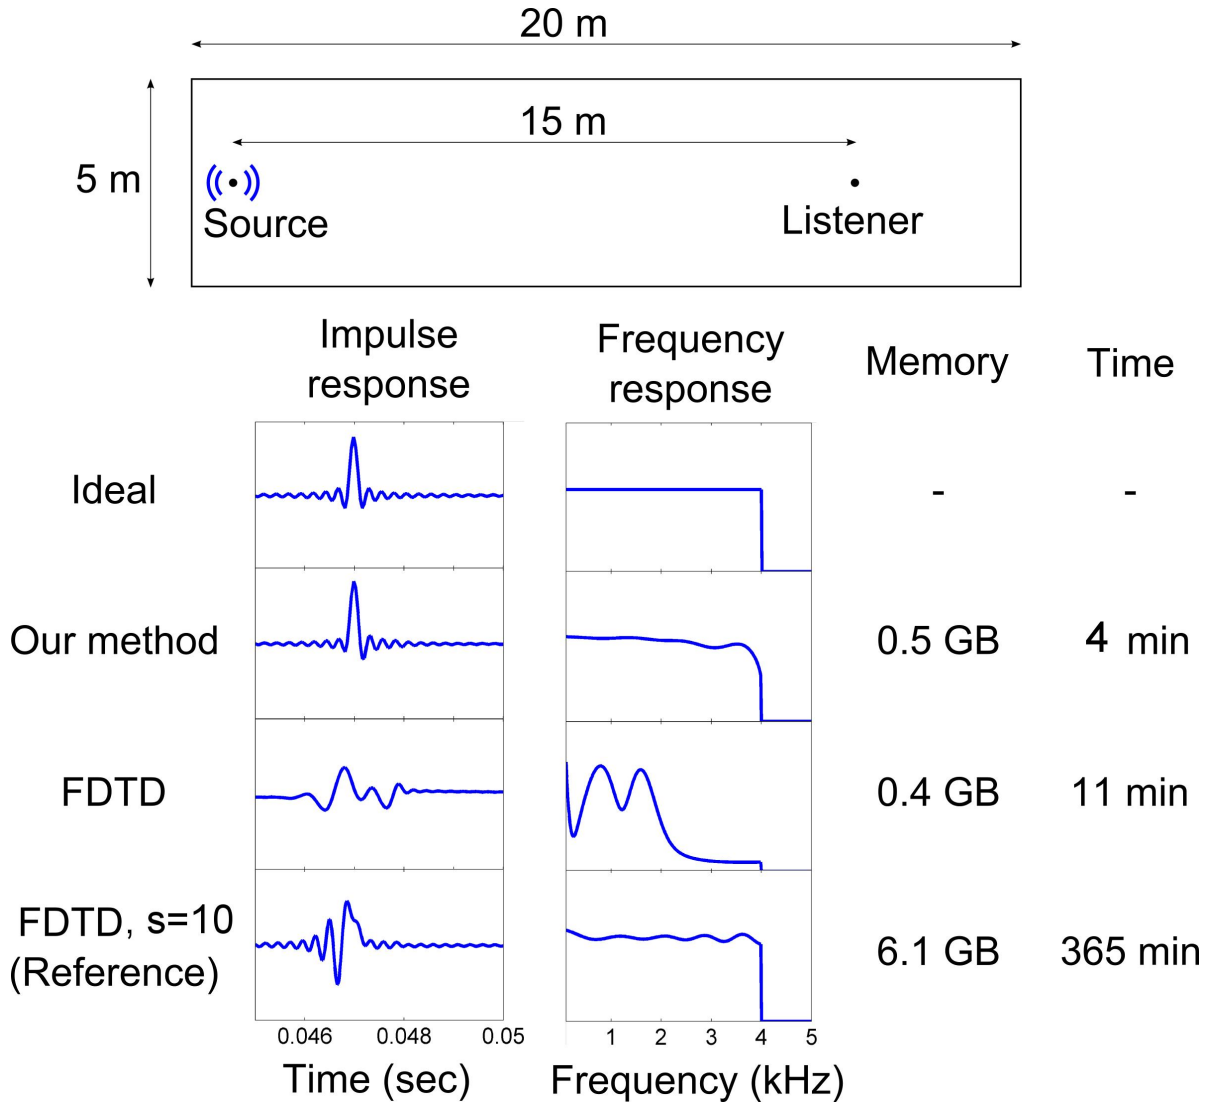 20 m
15 m
5 m
Source
Listener
Impulse
response
Frequency
response
Memory
Time
Ideal
-
-
Our method
0.5 GB
4 min
FDTD
0.4 GB
11 min
FDTD, s=10
(Reference)
6.1 GB
365 min
0.046
0.048
0.05
1
2
3
4
5
Time (sec)
Frequency (kHz)